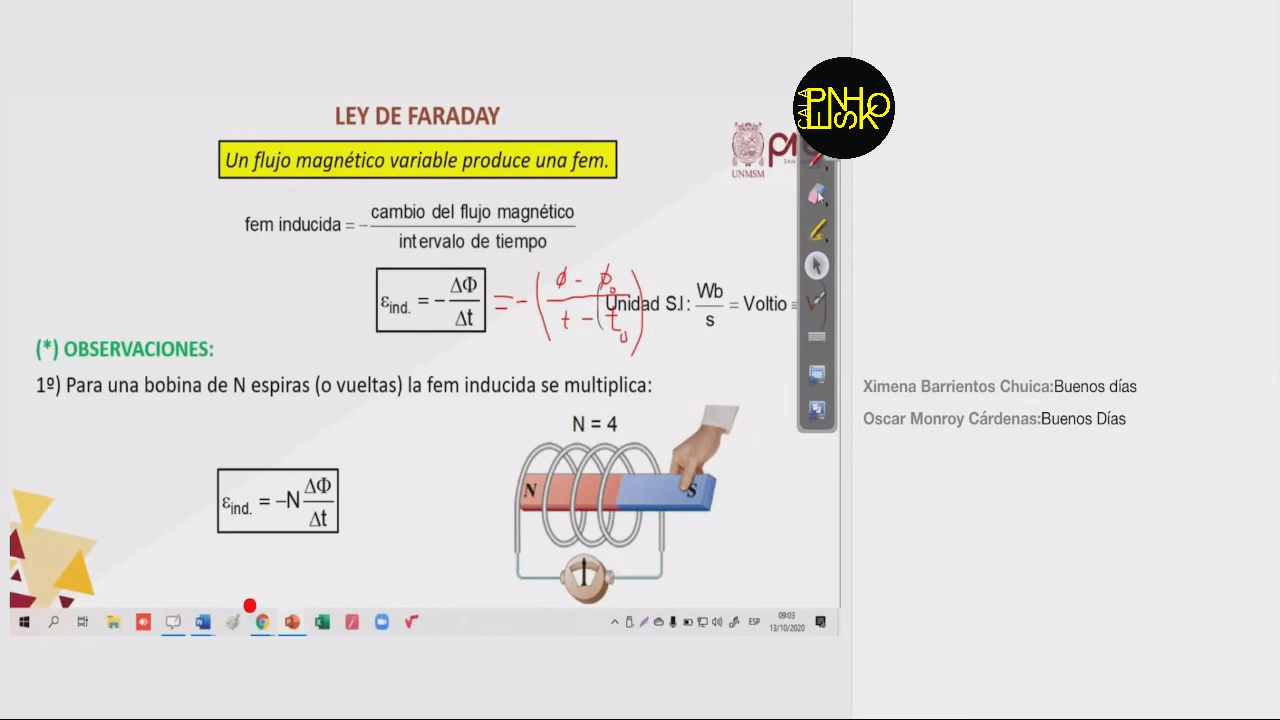 LEY DE FARADAY
Un flujo magnético variable produce una fem.
UNMSM
fem inducida = − cambio del flujo magnético / intervalo de tiempo
εind. = − ΔΦ / Δt = − ( ϕ - ϕ0 / t - t0 )
( Unidad S.I : Wb / s = Voltio = V )
(*) OBSERVACIONES:
1º) Para una bobina de N espiras (o vueltas) la fem inducida se multiplica:
N = 4
N S
εind. = −N ΔΦ / Δt
ESP
09:03
13/10/2020
Ximena Barrientos Chuica:Buenos días
Oscar Monroy Cárdenas:Buenos Días